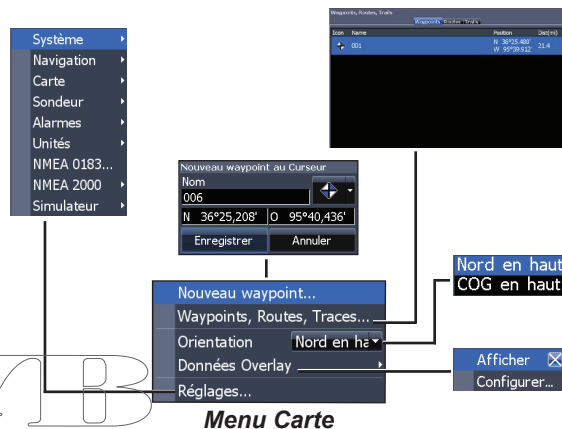 Waypoints, Routes, Trails
Waypoints Routes Trails
Icon Name Position Dist(mi)
001 N 36°25.480' 21.4
W 95°39.912'
Système
Navigation
Carte
Sondeur
Alarmes
Unités
NMEA 0183...
NMEA 2000
Simulateur
Nouveau waypoint au Curseur
Nom
006
N 36°25,208' O 95°40,436'
Enregistrer Annuler
Nord en haut
COG en haut
Nouveau waypoint...
Waypoints, Routes, Traces...
Orientation Nord en ha
Données Overlay
Réglages...
Afficher
Configurer...
Menu Carte